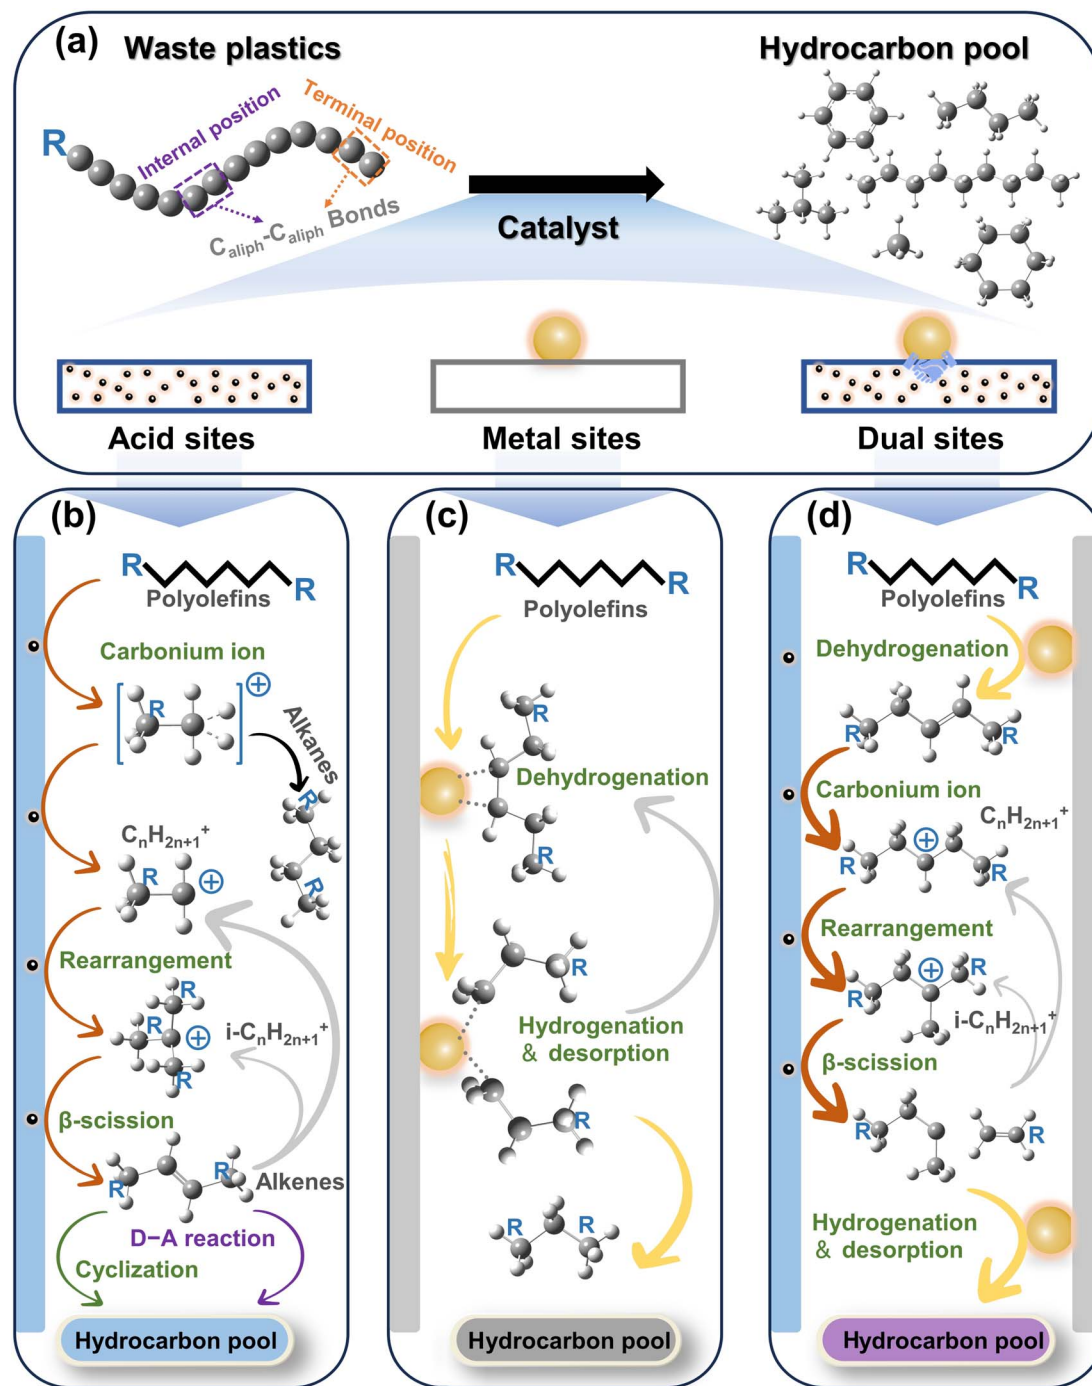 (a)
Waste plastics
Hydrocarbon pool
R
Internal position
Terminal position
C_aliph-C_aliph Bonds
Catalyst
Acid sites
Metal sites
Dual sites
(b)
R
R
Polyolefins
Carbonium ion
R
⊕
Alkanes
R
R
CₙH₂ₙ₊₁⁺
R
⊕
Rearrangement
R
R
⊕
R
i-CₙH₂ₙ₊₁⁺
β-scission
R
R
Alkenes
D−A reaction
Cyclization
Hydrocarbon pool
(c)
R
R
Polyolefins
R
Dehydrogenation
R
R
Hydrogenation
& desorption
R
R
R
Hydrocarbon pool
(d)
R
R
Polyolefins
Dehydrogenation
R
R
Carbonium ion
CₙH₂ₙ₊₁⁺
R
⊕
R
Rearrangement
R
⊕
R
i-CₙH₂ₙ₊₁⁺
β-scission
R
R
Hydrogenation
& desorption
Hydrocarbon pool